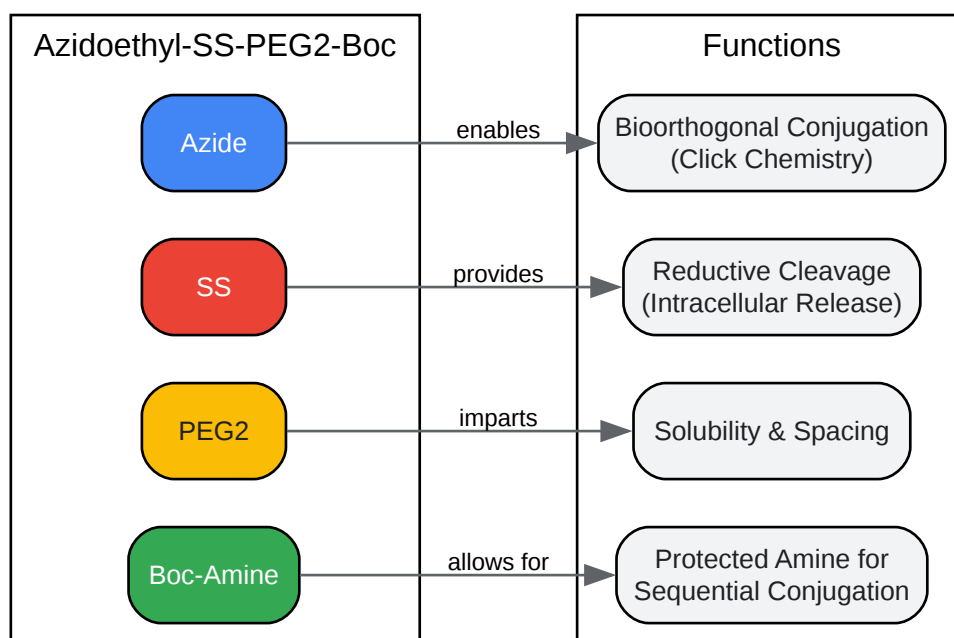 Azidoethyl-SS-PEG2-Boc
Functions
Azide
enables
Bioorthogonal Conjugation
(Click Chemistry)
SS
provides
Reductive Cleavage
(Intracellular Release)
PEG2
imparts
Solubility & Spacing
Boc-Amine
allows for
Protected Amine for
Sequential Conjugation